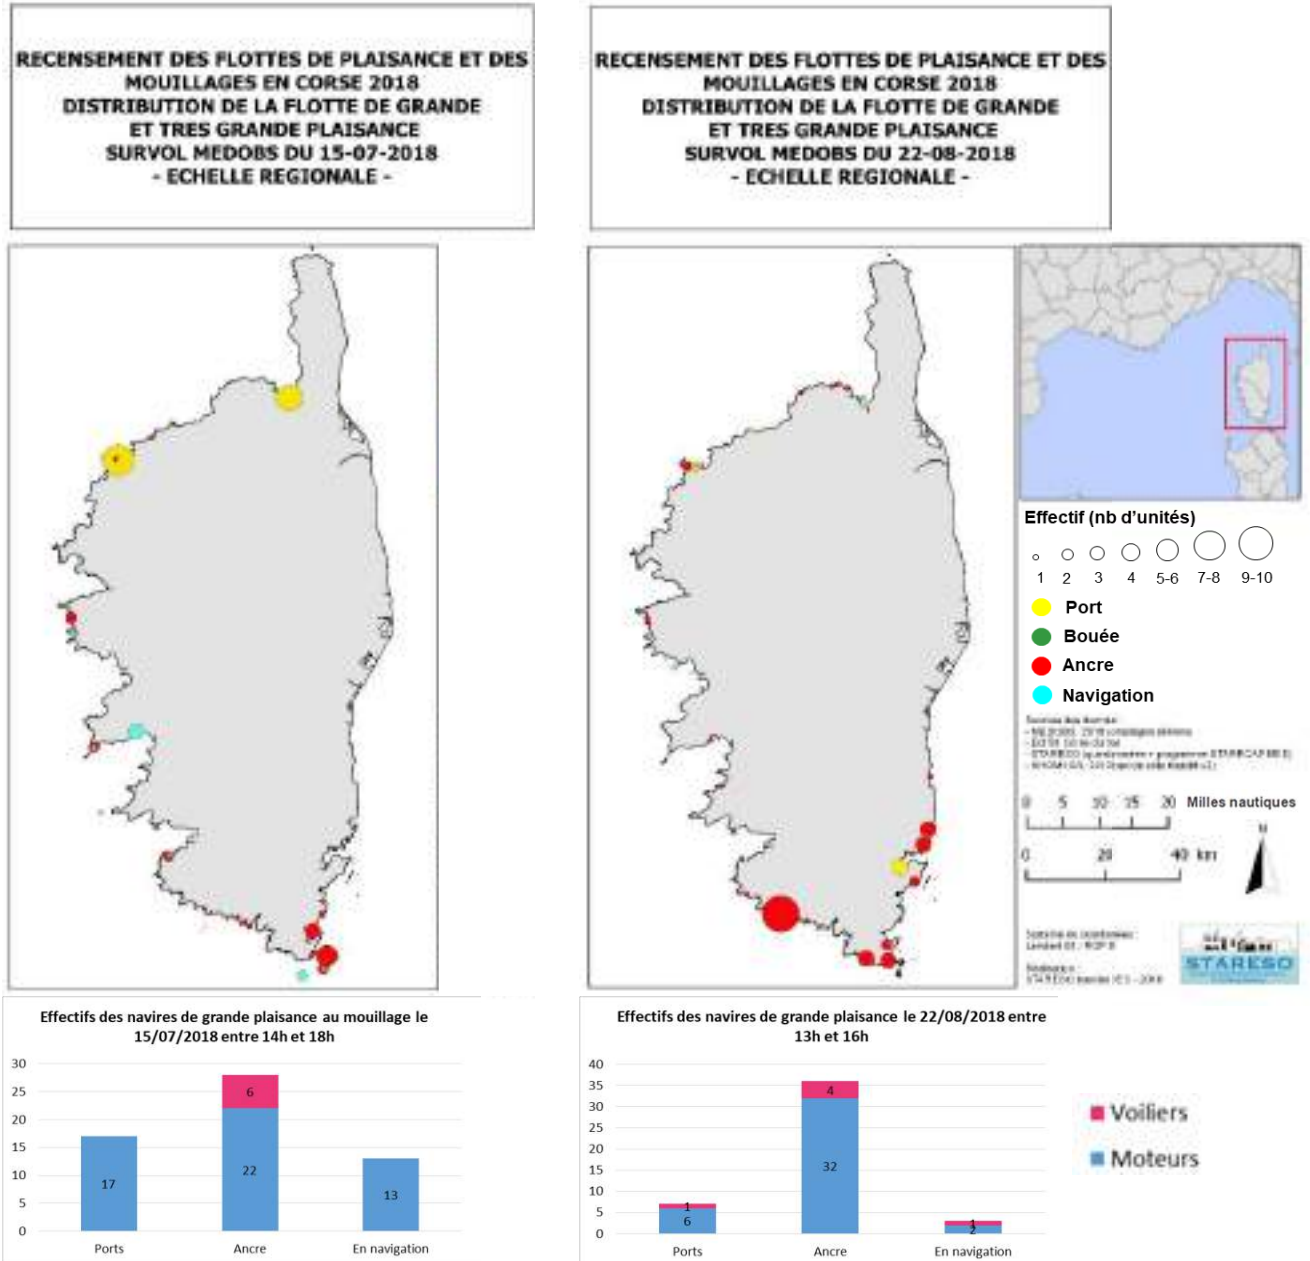 RECENSEMENT DES FLOTTES DE PLAISANCE ET DES
MOUILLAGES EN CORSE 2018
DISTRIBUTION DE LA FLOTTE DE GRANDE
ET TRES GRANDE PLAISANCE
SURVOL MEDOBS DU 15-07-2018
- ECHELLE REGIONALE -
RECENSEMENT DES FLOTTES DE PLAISANCE ET DES
MOUILLAGES EN CORSE 2018
DISTRIBUTION DE LA FLOTTE DE GRANDE
ET TRES GRANDE PLAISANCE
SURVOL MEDOBS DU 22-08-2018
- ECHELLE REGIONALE -
Effectif (nb d'unités)
1 2 3 4 5-6 7-8 9-10
Port
Bouée
Ancre
Navigation
0 5 10 15 20 Milles nautiques
0 20 40 km
N
STARESO
Effectifs des navires de grande plaisance au mouillage le
15/07/2018 entre 14h et 18h
30
25
20
15
10
5
0
17
6
22
13
Ports Ancre En navigation
Effectifs des navires de grande plaisance le 22/08/2018 entre
13h et 16h
40
35
30
25
20
15
10
5
0
1
6
4
32
1
2
Ports Ancre En navigation
Voiliers
Moteurs